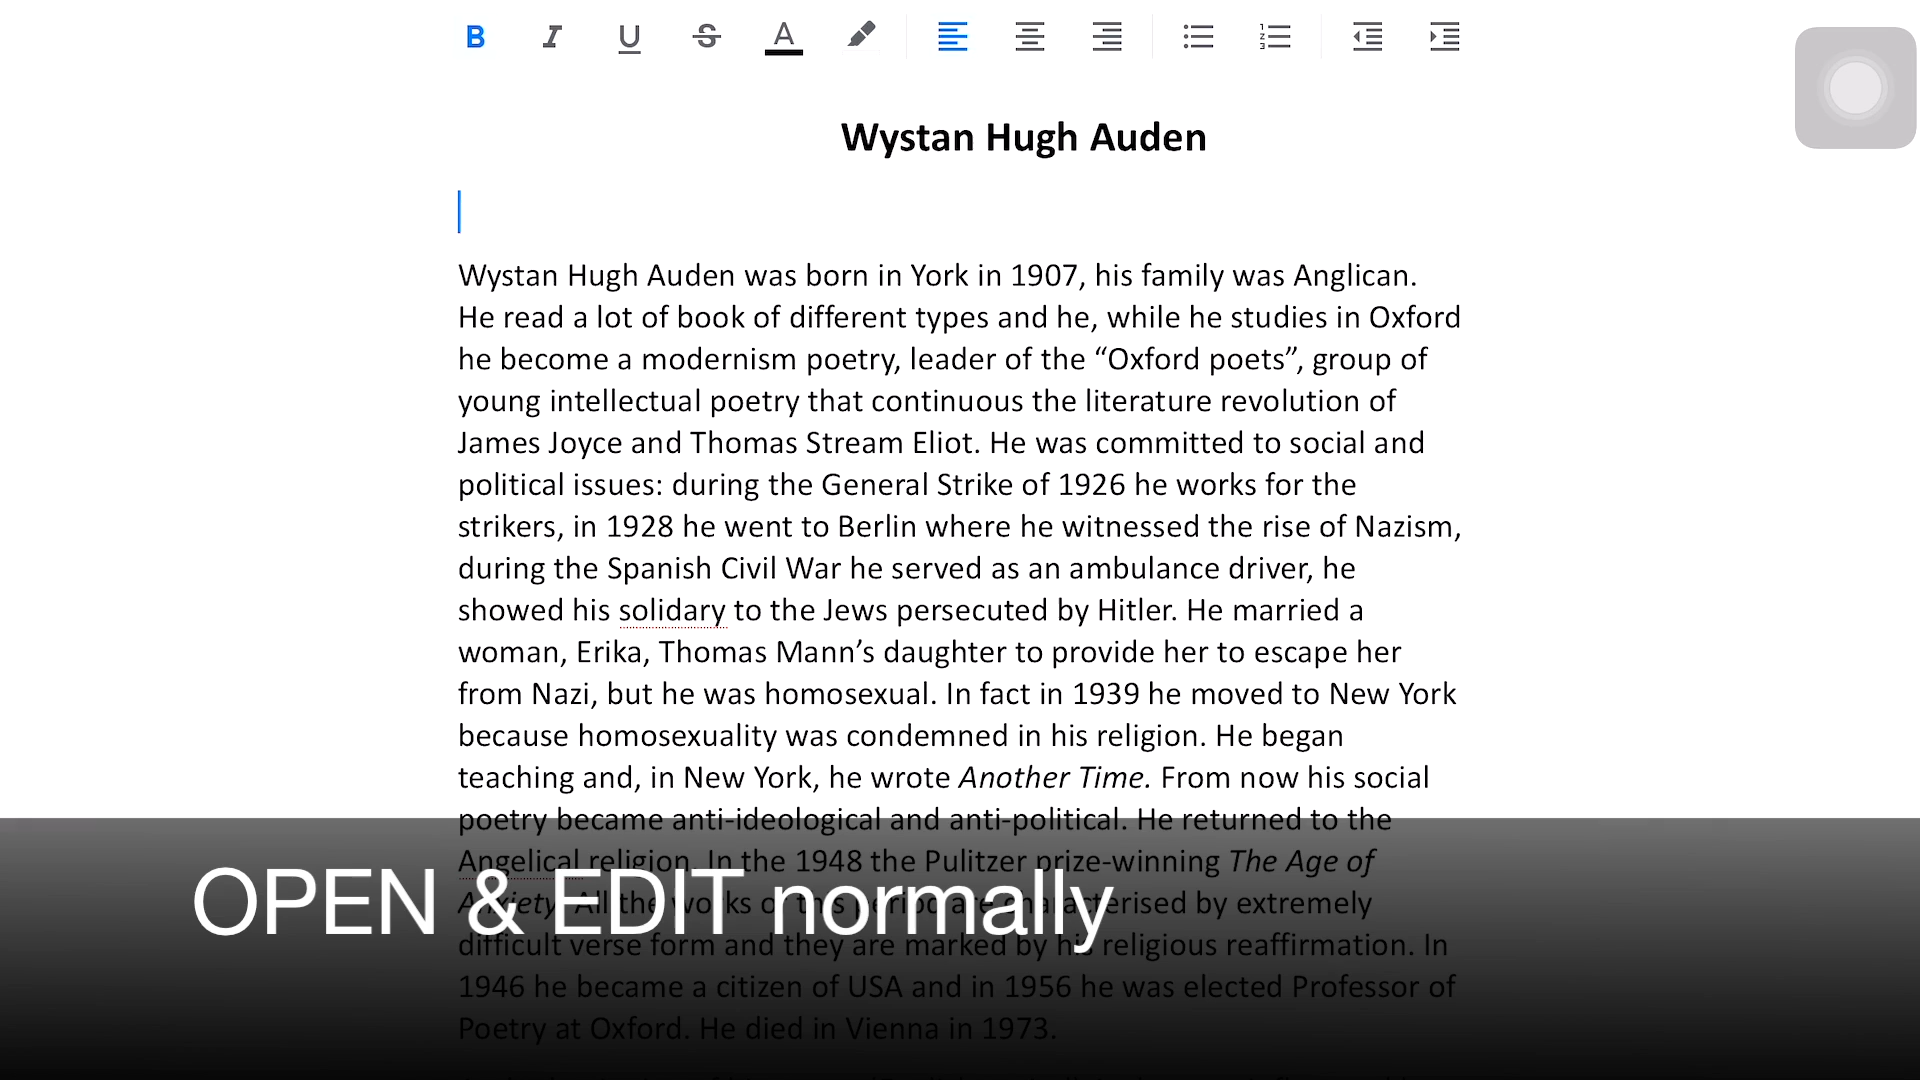 B I U S A
Wystan Hugh Auden
Wystan Hugh Auden was born in York in 1907, his family was Anglican.
He read a lot of book of different types and he, while he studies in Oxford
he become a modernism poetry, leader of the “Oxford poets”, group of
young intellectual poetry that continuous the literature revolution of
James Joyce and Thomas Stream Eliot. He was committed to social and
political issues: during the General Strike of 1926 he works for the
strikers, in 1928 he went to Berlin where he witnessed the rise of Nazism,
during the Spanish Civil War he served as an ambulance driver, he
showed his solidary to the Jews persecuted by Hitler. He married a
woman, Erika, Thomas Mann’s daughter to provide her to escape her
from Nazi, but he was homosexual. In fact in 1939 he moved to New York
because homosexuality was condemned in his religion. He began
teaching and, in New York, he wrote Another Time. From now his social
poetry became anti-ideological and anti-political. He returned to the
Angelical religion. In the 1948 the Pulitzer prize-winning The Age of
Anxiety. All the works of this period are characterised by extremely
OPEN & EDIT normally
difficult verse form and they are marked by his religious reaffirmation. In
1946 he became a citizen of USA and in 1956 he was elected Professor of
Poetry at Oxford. He died in Vienna in 1973.